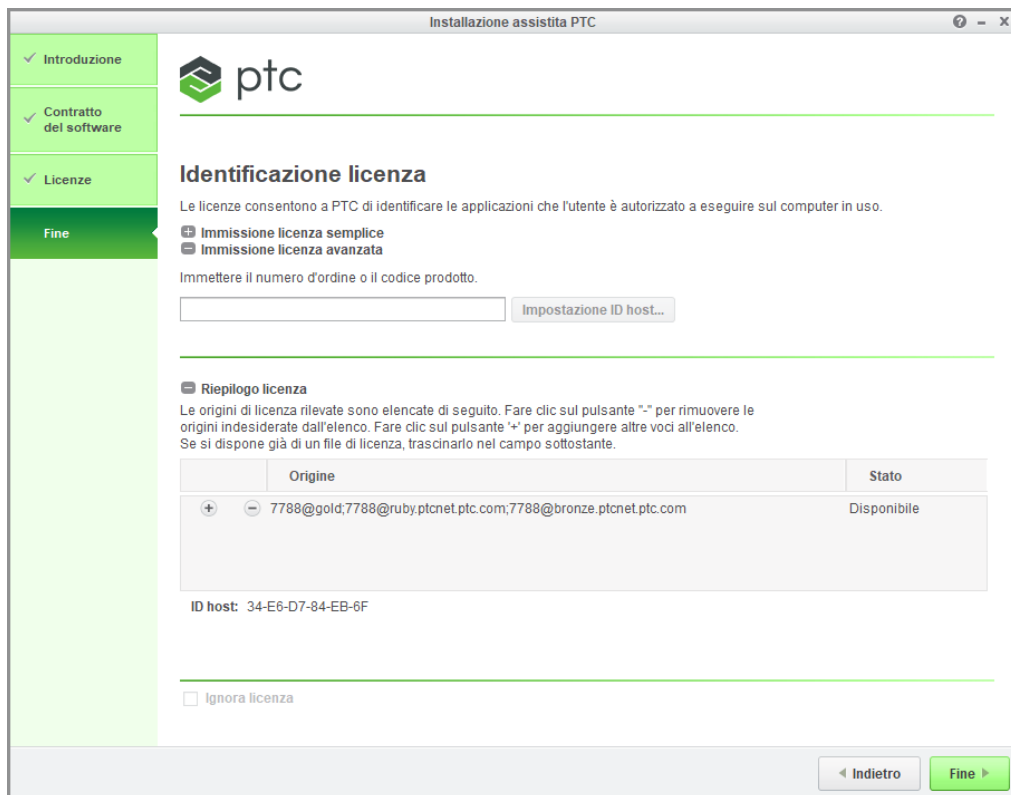 Installazione assistita PTC
Introduzione
Contratto
del software
Licenze
Fine
ptc
Identificazione licenza
Le licenze consentono a PTC di identificare le applicazioni che l'utente è autorizzato a eseguire sul computer in uso.
Immissione licenza semplice
Immissione licenza avanzata
Immettere il numero d'ordine o il codice prodotto.
Impostazione ID host...
Riepilogo licenza
Le origini di licenza rilevate sono elencate di seguito. Fare clic sul pulsante "-" per rimuovere le
origini indesiderate dall'elenco. Fare clic sul pulsante '+' per aggiungere altre voci all'elenco.
Se si dispone già di un file di licenza, trascinarlo nel campo sottostante.
Origine Stato
7788@gold;7788@ruby.ptcnet.ptc.com;7788@bronze.ptcnet.ptc.com Disponibile
ID host: 34-E6-D7-84-EB-6F
Ignora licenza
Indietro Fine